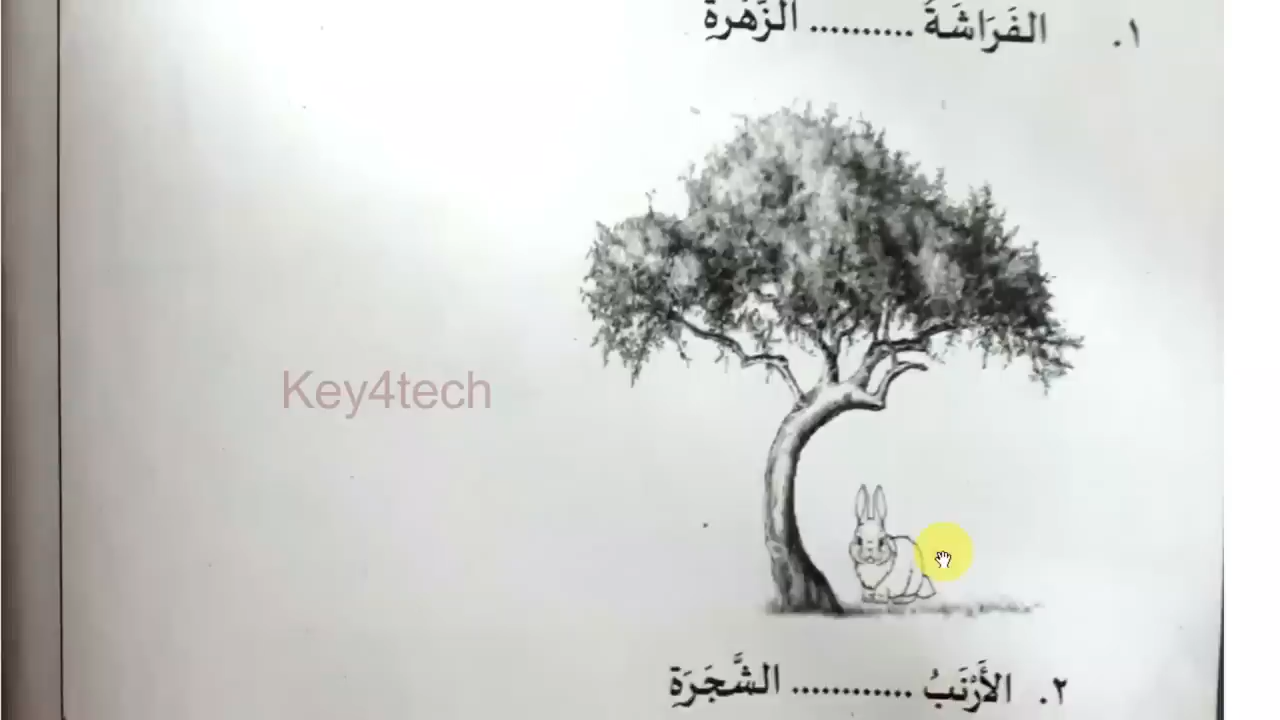 ١. الفَرَاشَةُ .......... الزَّهْرَةِ
Key4tech
٢. الأَرْنَبُ ............ الشَّجَرَةِ